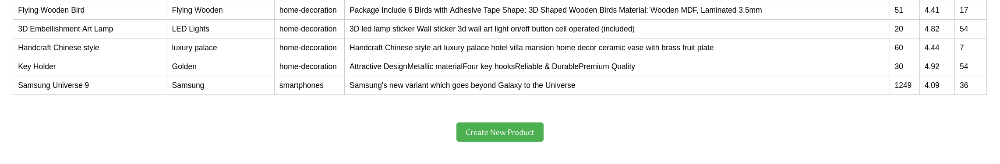 Flying Wooden Bird Flying Wooden home-decoration Package Include 6 Birds with Adhesive Tape Shape: 3D Shaped Wooden Birds Material: Wooden MDF, Laminated 3.5mm 51 4.41 17
3D Embellishment Art Lamp LED Lights home-decoration 3D led lamp sticker Wall sticker 3d wall art light on/off button cell operated (included) 20 4.82 54
Handcraft Chinese style luxury palace home-decoration Handcraft Chinese style art luxury palace hotel villa mansion home decor ceramic vase with brass fruit plate 60 4.44 7
Key Holder Golden home-decoration Attractive DesignMetallic materialFour key hooksReliable & DurablePremium Quality 30 4.92 54
Samsung Universe 9 Samsung smartphones Samsung's new variant which goes beyond Galaxy to the Universe 1249 4.09 36
Create New Product